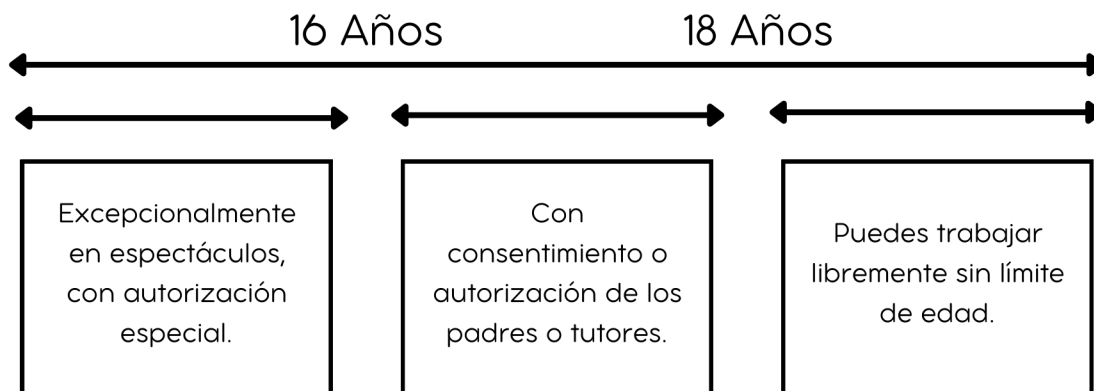 16 Años
18 Años
Excepcionalmente
en espectáculos,
con autorización
especial.
Con
consentimiento o
autorización de los
padres o tutores.
Puedes trabajar
libremente sin límite
de edad.